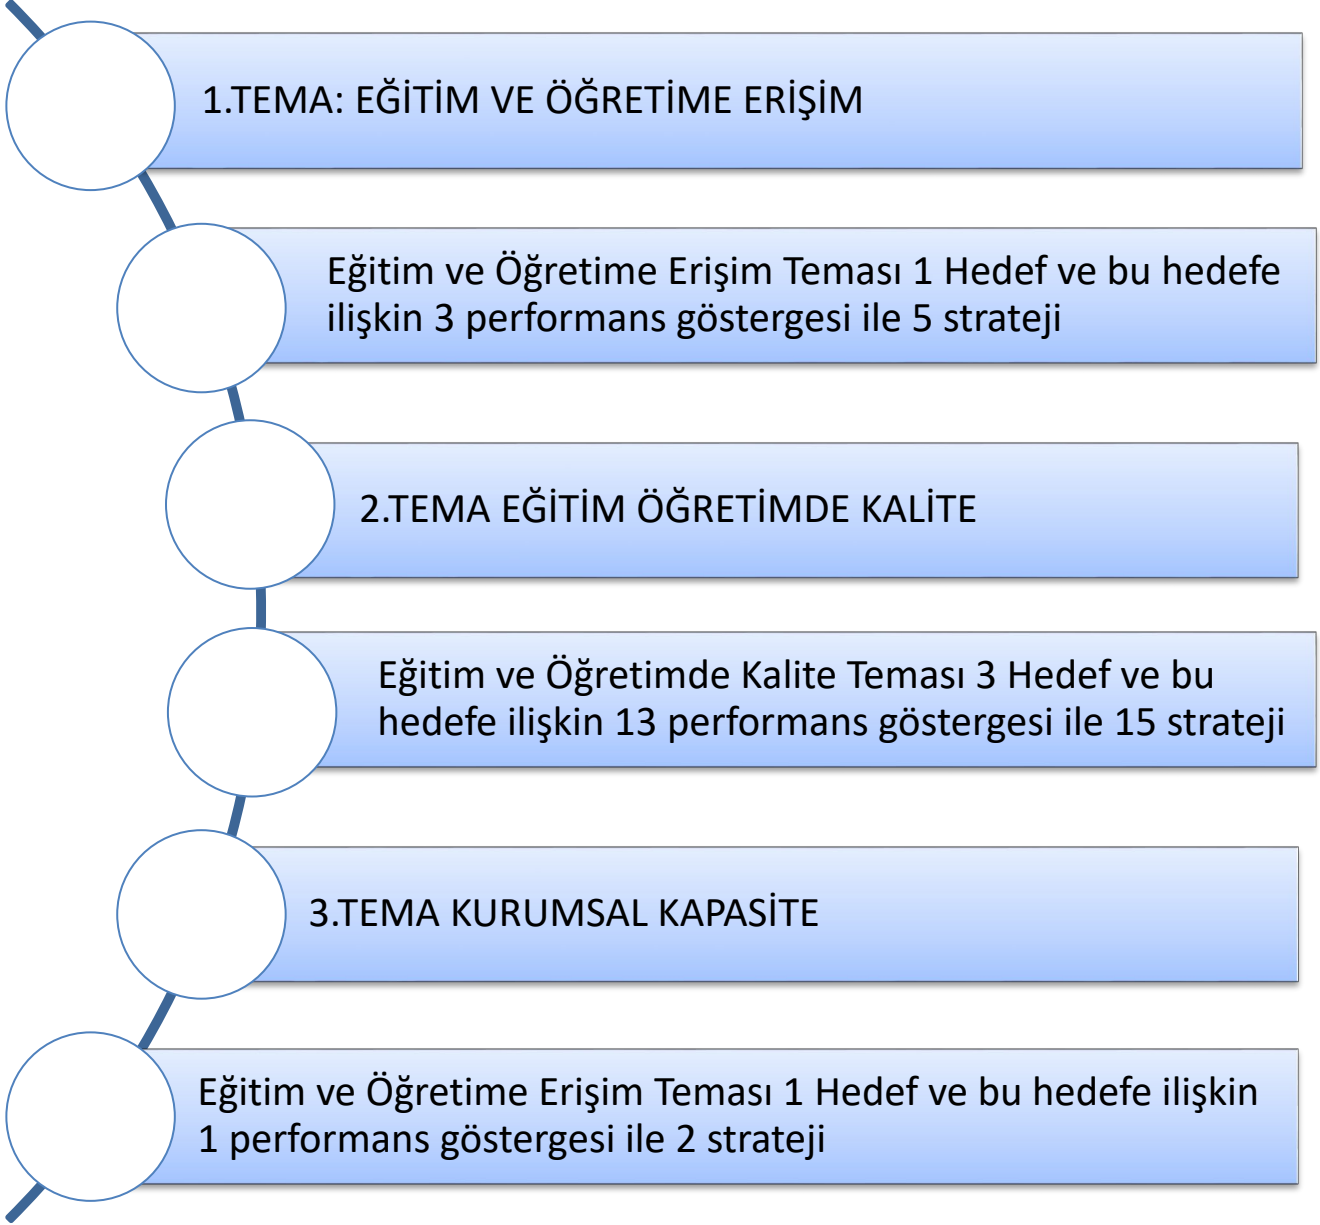 1.TEMA: EĞİTİM VE ÖĞRETİME ERİŞİM
Eğitim ve Öğretime Erişim Teması 1 Hedef ve bu hedefe
ilişkin 3 performans göstergesi ile 5 strateji
2.TEMA EĞİTİM ÖĞRETİMDE KALİTE
Eğitim ve Öğretimde Kalite Teması 3 Hedef ve bu
hedefe ilişkin 13 performans göstergesi ile 15 strateji
3.TEMA KURUMSAL KAPASİTE
Eğitim ve Öğretime Erişim Teması 1 Hedef ve bu hedefe ilişkin
1 performans göstergesi ile 2 strateji